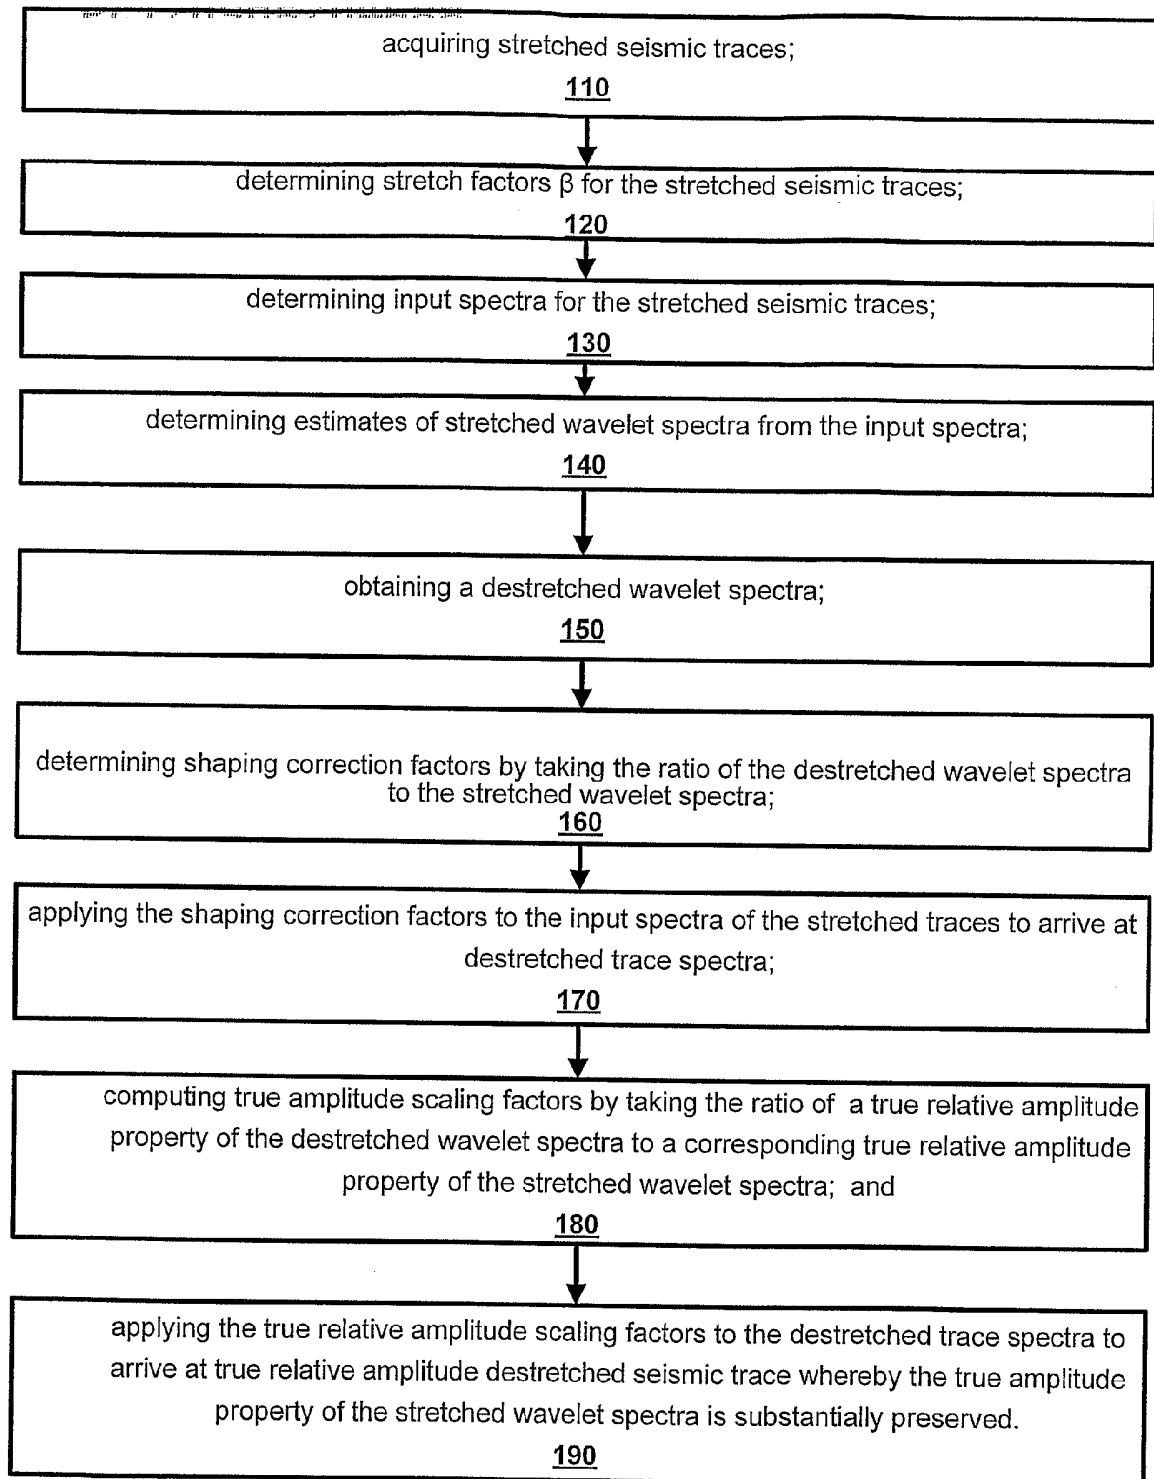 acquiring stretched seismic traces;
110
determining stretch factors β for the stretched seismic traces;
120
determining input spectra for the stretched seismic traces;
130
determining estimates of stretched wavelet spectra from the input spectra;
140
obtaining a destretched wavelet spectra;
150
determining shaping correction factors by taking the ratio of the destretched wavelet spectra
to the stretched wavelet spectra;
160
applying the shaping correction factors to the input spectra of the stretched traces to arrive at
destretched trace spectra;
170
computing true amplitude scaling factors by taking the ratio of a true relative amplitude
property of the destretched wavelet spectra to a corresponding true relative amplitude
property of the stretched wavelet spectra; and
180
applying the true relative amplitude scaling factors to the destretched trace spectra to
arrive at true relative amplitude destretched seismic trace whereby the true amplitude
property of the stretched wavelet spectra is substantially preserved.
190